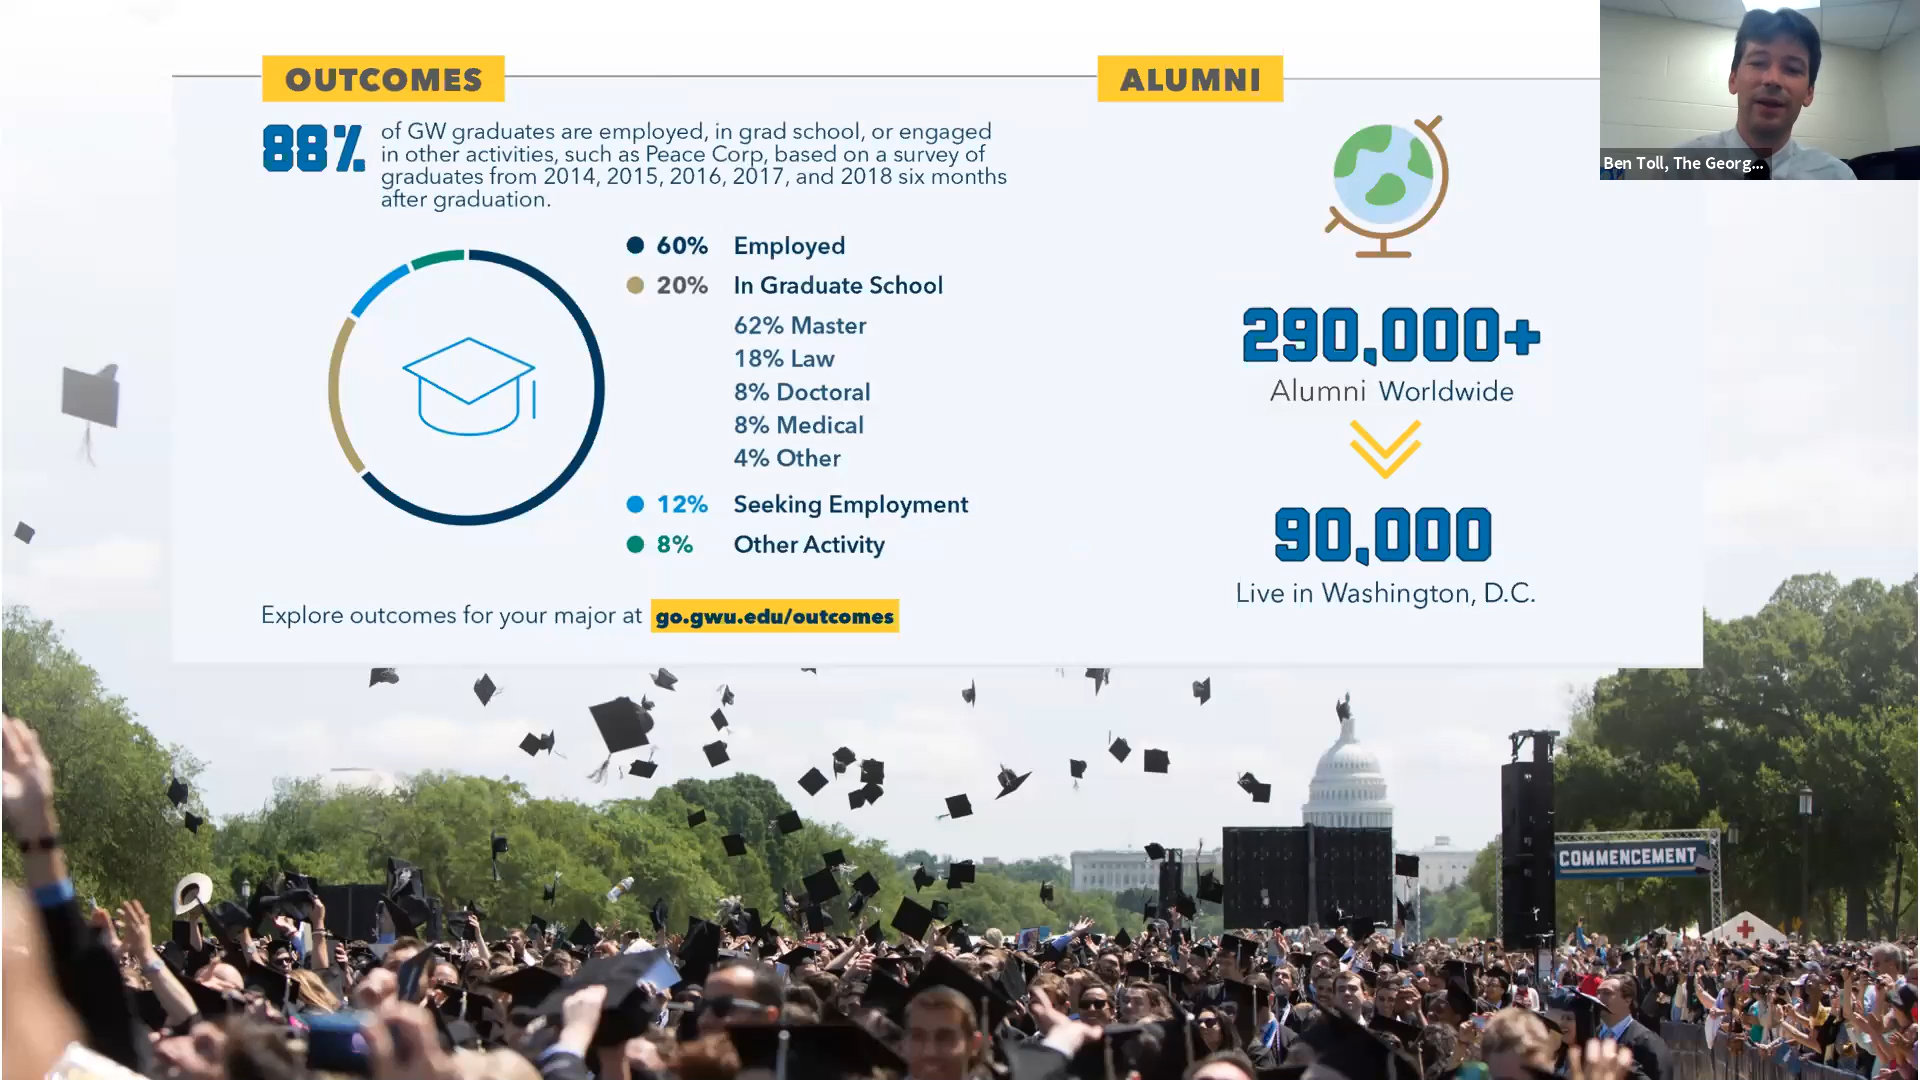 OUTCOMES
88% of GW graduates are employed, in grad school, or engaged
in other activities, such as Peace Corp, based on a survey of
graduates from 2014, 2015, 2016, 2017, and 2018 six months
after graduation.
60% Employed
20% In Graduate School
62% Master
18% Law
8% Doctoral
8% Medical
4% Other
12% Seeking Employment
8% Other Activity
Explore outcomes for your major at go.gwu.edu/outcomes
ALUMNI
290,000+
Alumni Worldwide
90,000
Live in Washington, D.C.
Ben Toll, The Georg...
COMMENCEMENT